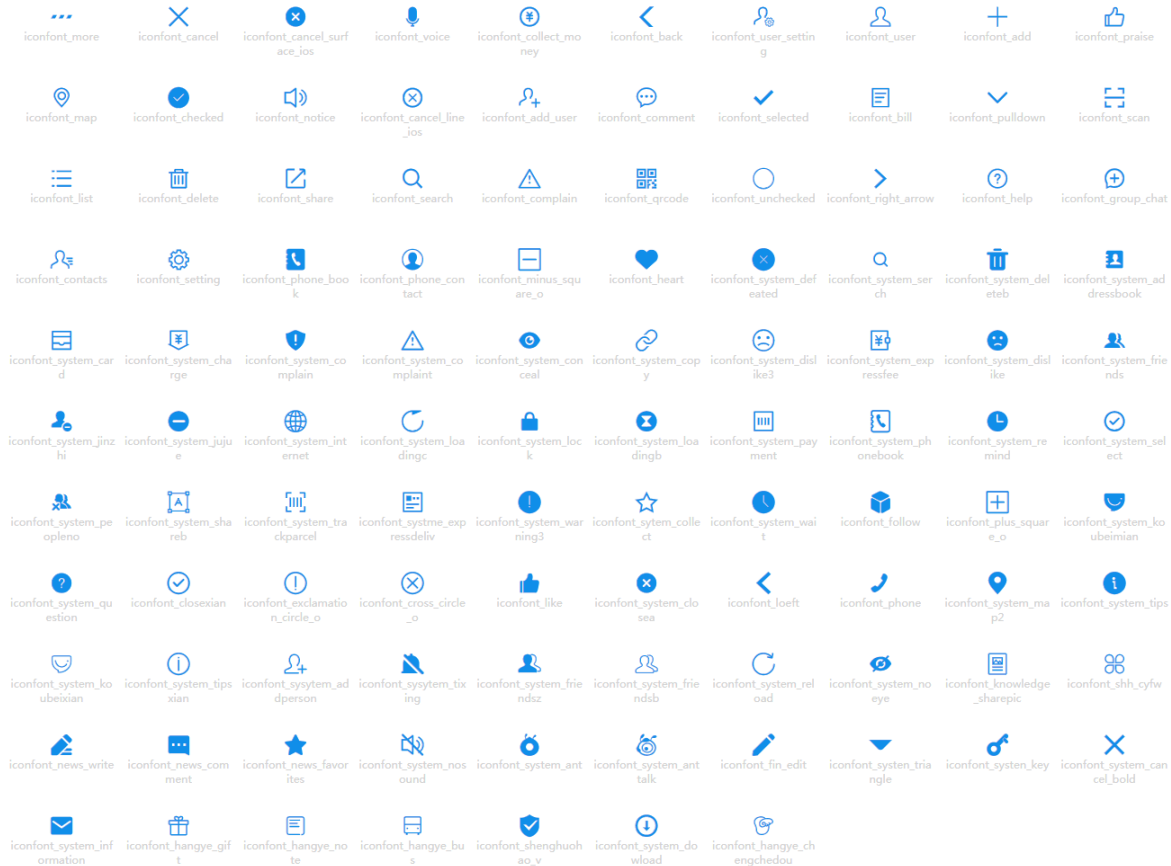 iconfont_more iconfont_cancel iconfont_cancel_surf iconfont_voice iconfont_collect_mo iconfont_back iconfont_user_settin iconfont_user iconfont_add iconfont_praise
ace_ios ney g
iconfont_map iconfont_checked iconfont_notice iconfont_cancel_line iconfont_add_user iconfont_comment iconfont_selected iconfont_bill iconfont_pulldown iconfont_scan
_ios
iconfont_list iconfont_delete iconfont_share iconfont_search iconfont_complain iconfont_qrcode iconfont_unchecked iconfont_right_arrow iconfont_help iconfont_group_chat
iconfont_contacts iconfont_setting iconfont_phone_boo iconfont_phone_con iconfont_minus_squ iconfont_heart iconfont_system_def iconfont_system_ser iconfont_system_del iconfont_system_ad
k tact are_o eated ch eteb dressbook
iconfont_system_car iconfont_system_cha iconfont_system_co iconfont_system_co iconfont_system_con iconfont_system_cop iconfont_system_disl iconfont_system_exp iconfont_system_disl iconfont_system_frie
d rge mplain mplaint ceal y ike3 ressfee ike nds
iconfont_system_jinz iconfont_system_juju iconfont_system_int iconfont_system_loa iconfont_system_loc iconfont_system_loa iconfont_system_pay iconfont_system_ph iconfont_system_re iconfont_system_sel
hi e ernet dingc k dingb ment onebook mind ect
iconfont_system_pe iconfont_system_sha iconfont_system_tra iconfont_systme_exp iconfont_system_war iconfont_sytem_colle iconfont_system_wai iconfont_follow iconfont_plus_squar iconfont_system_ko
opleno reb ckparcel ressdeliv ning3 ct t e_o ubeimian
iconfont_system_qu iconfont_closexian iconfont_exclamatio iconfont_cross_circle iconfont_like iconfont_system_clo iconfont_loeft iconfont_phone iconfont_system_ma iconfont_system_tips
estion n_circle_o _o sea p2
iconfont_system_ko iconfont_system_tips iconfont_sysytem_ad iconfont_sysytem_tix iconfont_system_frie iconfont_system_frie iconfont_system_rel iconfont_system_no iconfont_knowledge iconfont_shh_cyfw
ubeixian xian dperson ing ndsz ndsb oad eye _sharepic
iconfont_news_write iconfont_news_com iconfont_news_favor iconfont_system_nos iconfont_system_ant iconfont_system_ant iconfont_fin_edit iconfont_systen_tria iconfont_systen_key iconfont_system_can
ment ites ound talk ngle cel_bold
iconfont_system_inf iconfont_hangye_gif iconfont_hangye_no iconfont_hangye_bu iconfont_shenghuoh iconfont_system_do iconfont_hangye_ch
ormation t te s ao_v wload engchedou